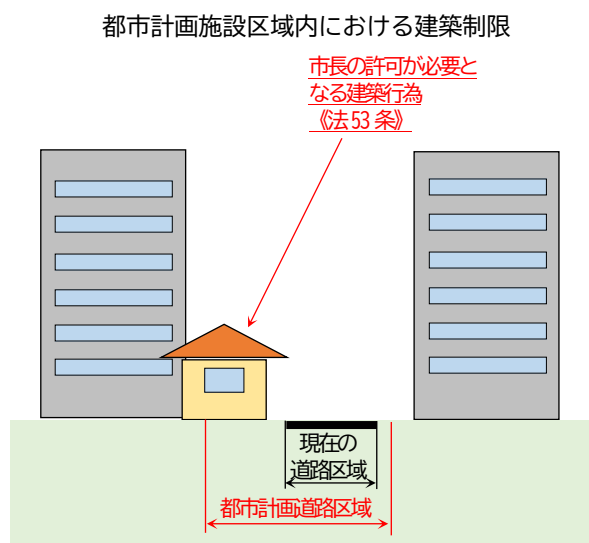 都市計画施設区域内における建築制限
市長の許可が必要と
なる建築行為
《法53条》
現在の
道路区域
都市計画道路区域